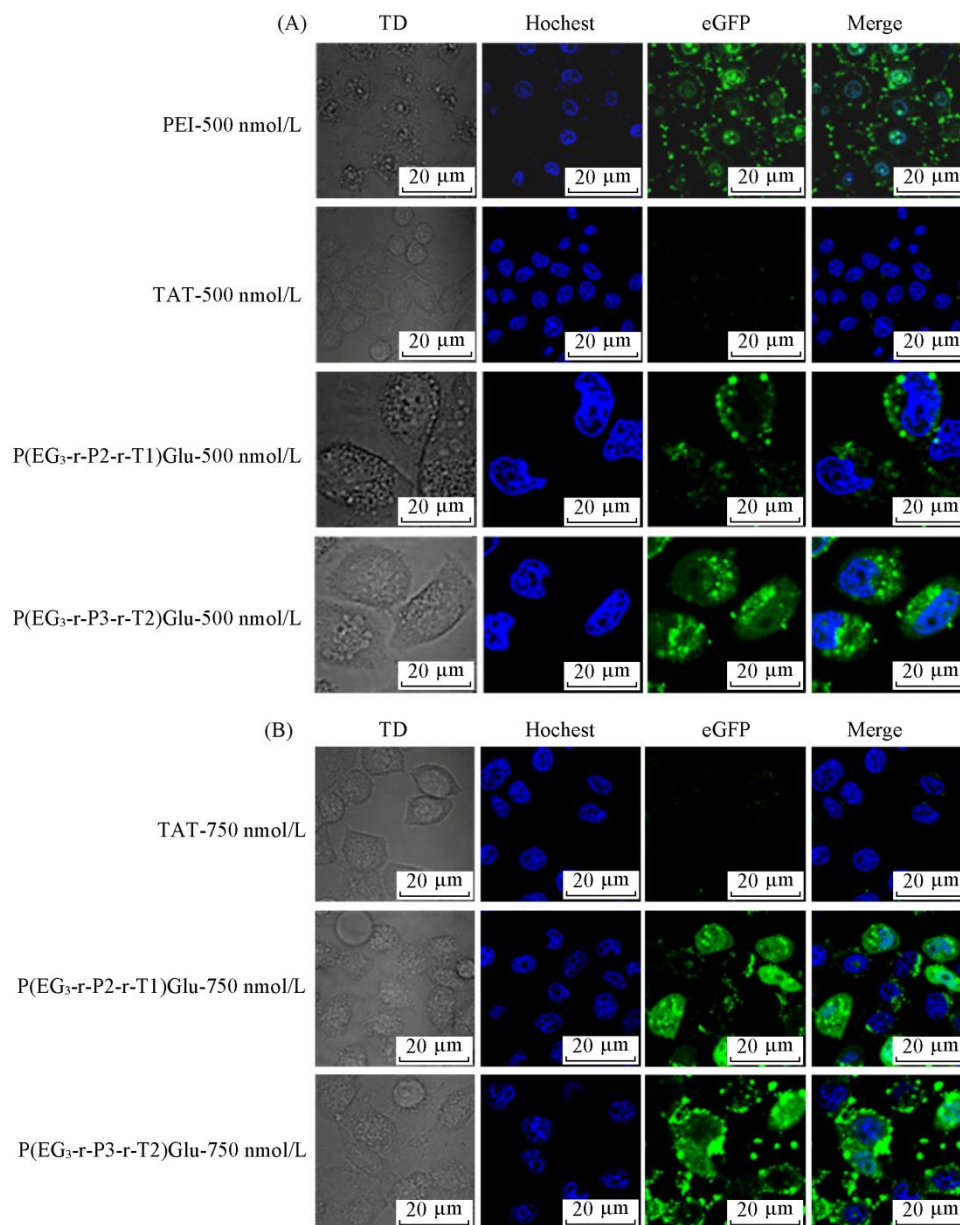 (A) TD Hochest eGFP Merge
PEI-500 nmol/L
20 μm 20 μm 20 μm 20 μm
TAT-500 nmol/L
20 μm 20 μm 20 μm 20 μm
P(EG₃-r-P2-r-T1)Glu-500 nmol/L
20 μm 20 μm 20 μm 20 μm
P(EG₃-r-P3-r-T2)Glu-500 nmol/L
20 μm 20 μm 20 μm 20 μm
(B) TD Hochest eGFP Merge
TAT-750 nmol/L
20 μm 20 μm 20 μm 20 μm
P(EG₃-r-P2-r-T1)Glu-750 nmol/L
20 μm 20 μm 20 μm 20 μm
P(EG₃-r-P3-r-T2)Glu-750 nmol/L
20 μm 20 μm 20 μm 20 μm